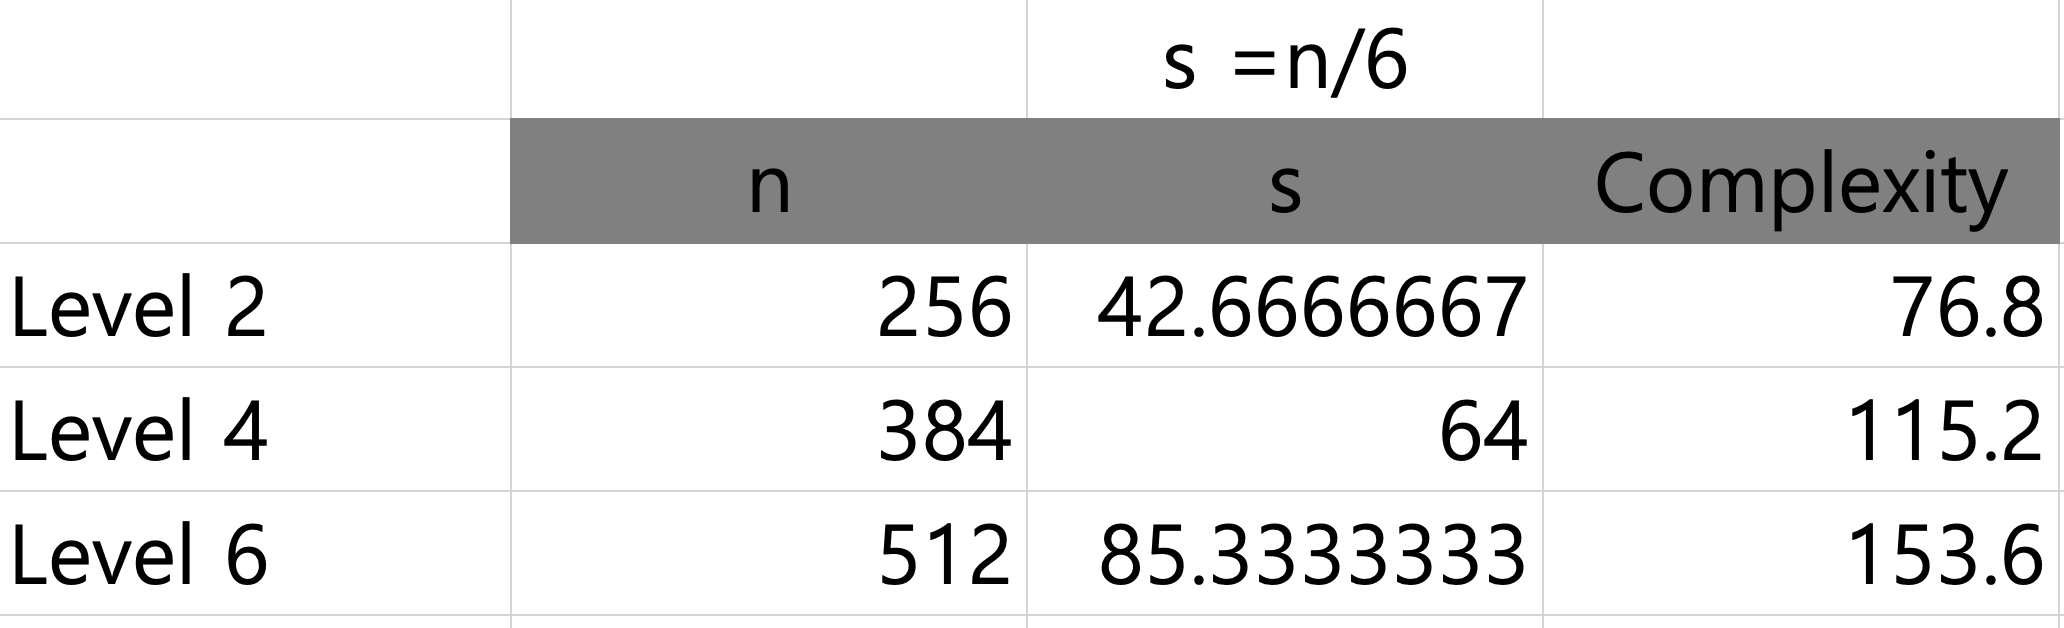 s =n/6
n s Complexity
Level 2 256 42.6666667 76.8
Level 4 384 64 115.2
Level 6 512 85.3333333 153.6